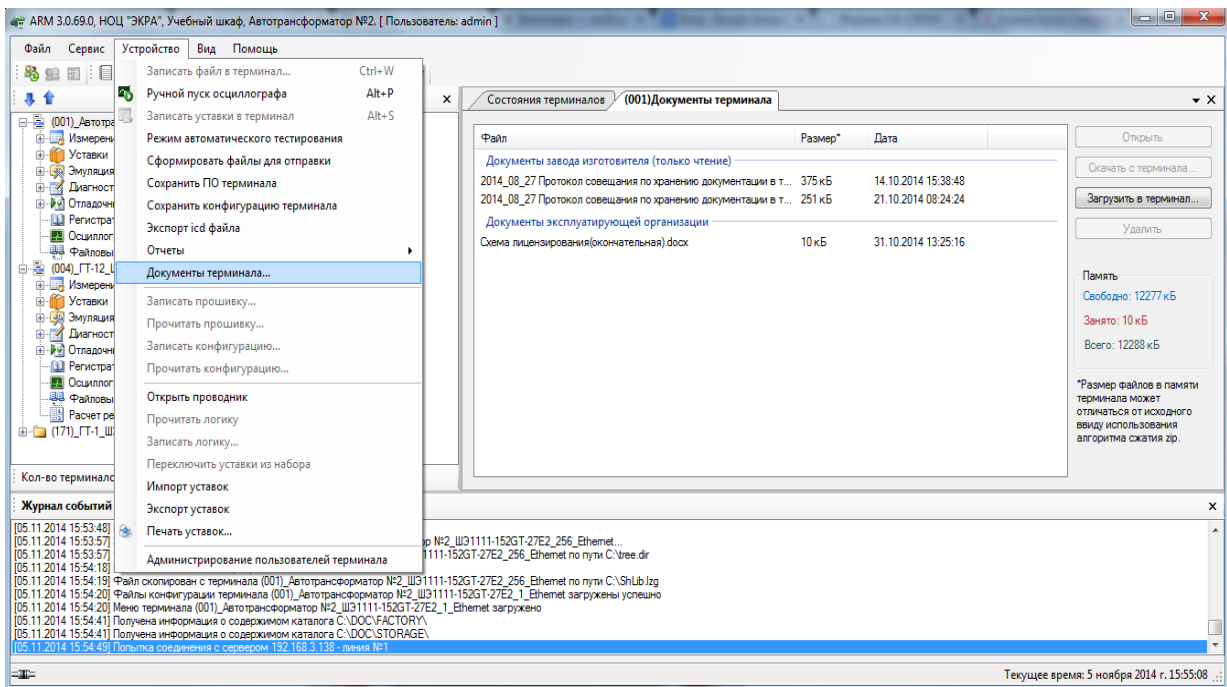 ARM 3.0.69.0, НОЦ "ЭКРА", Учебный шкаф, Автотрансформатор №2. [ Пользователь: admin ]
Файл Сервис Устройство Вид Помощь
Записать файл в терминал... Ctrl+W
Ручной пуск осциллографа Alt+P
Записать уставки в терминал Alt+S
Режим автоматического тестирования
Сформировать файлы для отправки
Сохранить ПО терминала
Сохранить конфигурацию терминала
Экспорт icd файла
Отчеты
Документы терминала...
Записать прошивку...
Прочитать прошивку...
Записать конфигурацию...
Прочитать конфигурацию...
Открыть проводник
Прочитать логику
Записать логику...
Переключить уставки из набора
Импорт уставок
Экспорт уставок
Печать уставок...
Администрирование пользователей терминала
(001)_Автотра
Измерени
Уставки
Эмуляция
Диагност
Отладочн
Регистрат
Осциллог
Файловы
(004)_ГТ-12_Ш
Измерени
Уставки
Эмуляция
Диагност
Отладочн
Регистрат
Осциллог
Файловы
Расчет ре
(171)_ГТ-1_Ш
Кол-во терминало
Состояния терминалов (001)Документы терминала
Файл Размер* Дата
Документы завода изготовителя (только чтение)
2014_08_27 Протокол совещания по хранению документации в т... 375 кБ 14.10.2014 15:38:48
2014_08_27 Протокол совещания по хранению документации в т... 251 кБ 21.10.2014 08:24:24
Документы эксплуатирующей организации
Схема лицензирования(окончательная).docx 10 кБ 31.10.2014 13:25:16
Открыть
Скачать с терминала...
Загрузить в терминал...
Удалить
Память
Свободно: 12277 кБ
Занято: 10 кБ
Всего: 12288 кБ
*Размер файлов в памяти
терминала может
отличаться от исходного
ввиду использования
алгоритма сжатия zip.
Журнал событий
[05.11.2014 15:53:48]
[05.11.2014 15:53:57] ор №2_ШЭ1111-152GT-27E2_256_Ethernet...
[05.11.2014 15:53:57] 1111-152GT-27E2_256_Ethernet по пути C:\tree.dir
[05.11.2014 15:54:18]
[05.11.2014 15:54:19] Файл скопирован с терминала (001)_Автотрансформатор №2_ШЭ1111-152GT-27E2_256_Ethernet по пути C:\ShLib.lzg
[05.11.2014 15:54:20] Файлы конфигурации терминала (001)_Автотрансформатор №2_ШЭ1111-152GT-27E2_1_Ethernet загружены успешно
[05.11.2014 15:54:20] Меню терминала (001)_Автотрансформатор №2_ШЭ1111-152GT-27E2_1_Ethernet загружено
[05.11.2014 15:54:41] Получена информация о содержимом каталога C:\DOC\FACTORY\
[05.11.2014 15:54:41] Получена информация о содержимом каталога C:\DOC\STORAGE\
[05.11.2014 15:54:49] Попытка соединения с сервером 192.168.3.138 - линия №1
Текущее время: 5 ноября 2014 г. 15:55:08